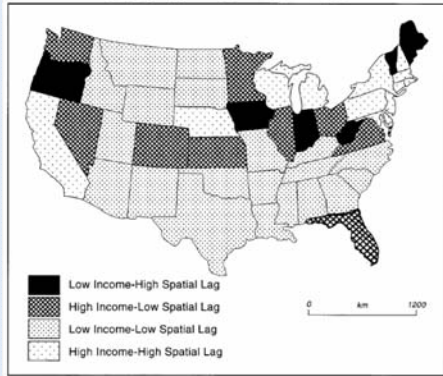 Low Income-High Spatial Lag
High Income-Low Spatial Lag
Low Income-Low Spatial Lag
High Income-High Spatial Lag
0 km 1200